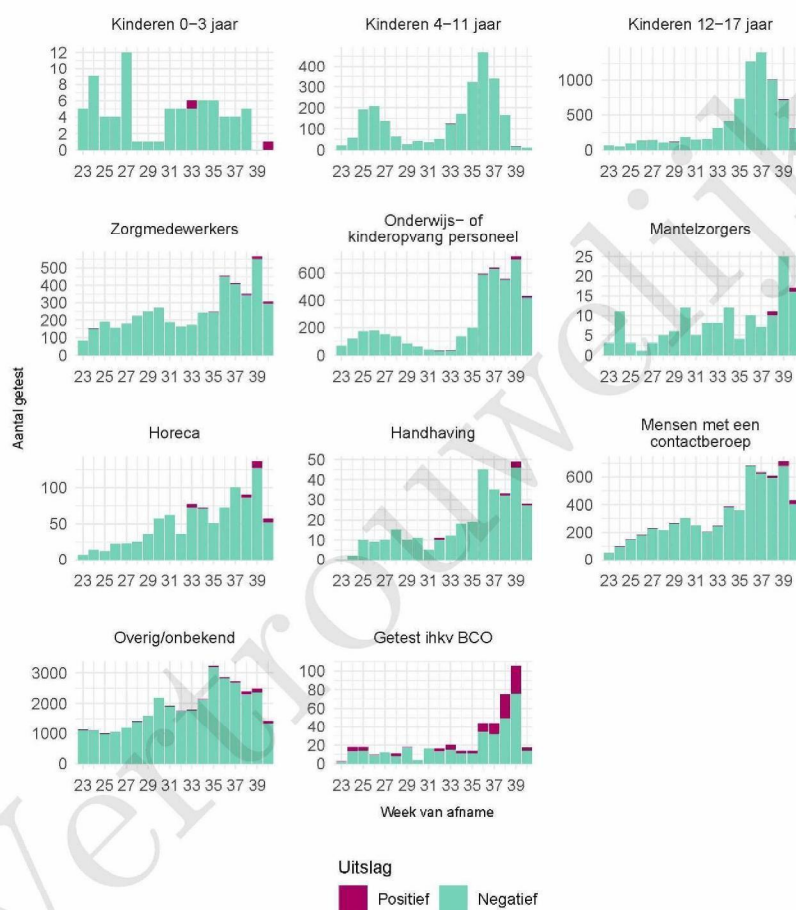 Kinderen 0−3 jaar
Kinderen 4−11 jaar
Kinderen 12−17 jaar
12
10
8
6
4
2
0
23 25 27 29 31 33 35 37 39
400
300
200
100
0
23 25 27 29 31 33 35 37 39
1000
500
0
23 25 27 29 31 33 35 37 39
Zorgmedewerkers
Onderwijs− of
kinderopvang personeel
Mantelzorgers
500
400
300
200
100
0
23 25 27 29 31 33 35 37 39
600
400
200
0
23 25 27 29 31 33 35 37 39
25
20
15
10
5
0
23 25 27 29 31 33 35 37 39
Aantal getest
Horeca
Handhaving
Mensen met een
contactberoep
100
50
0
23 25 27 29 31 33 35 37 39
50
40
30
20
10
0
23 25 27 29 31 33 35 37 39
600
400
200
0
23 25 27 29 31 33 35 37 39
Overig/onbekend
Getest ihkv BCO
3000
2000
1000
0
23 25 27 29 31 33 35 37 39
100
80
60
40
20
0
23 25 27 29 31 33 35 37 39
Week van afname
Uitslag
Positief
Negatief
Vertrouwelijk